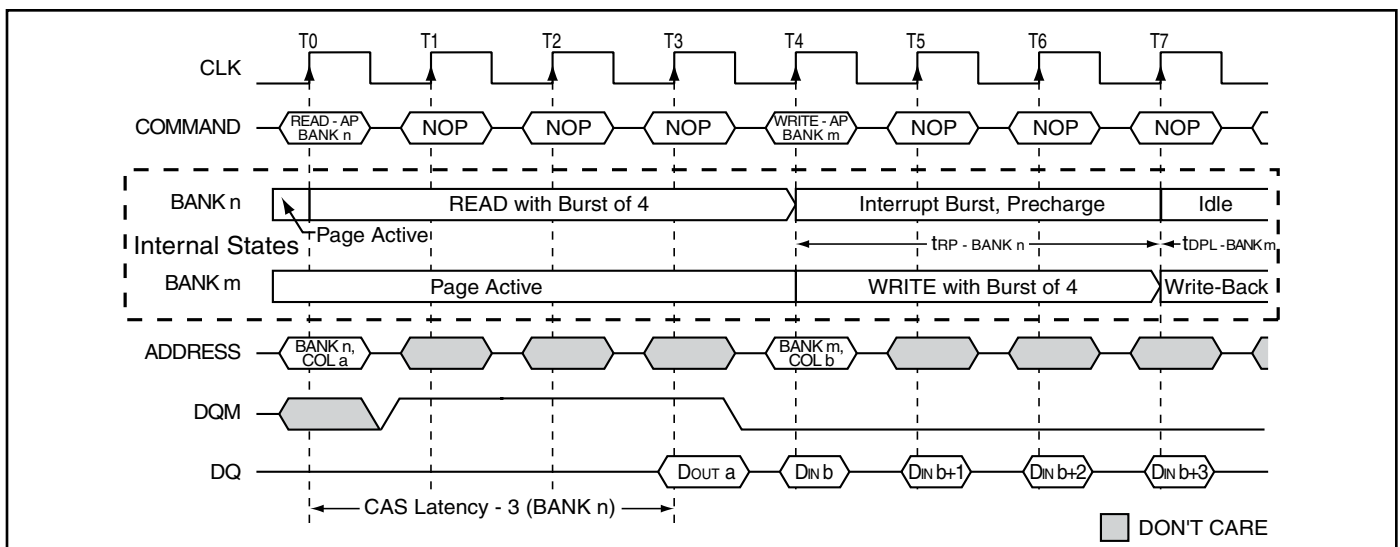 T0 T1 T2 T3 T4 T5 T6 T7
CLK
COMMAND READ - AP BANK n NOP NOP NOP WRITE - AP BANK m NOP NOP NOP
BANK n READ with Burst of 4 Interrupt Burst, Precharge Idle
Internal States Page Active tRP - BANK n tDPL - BANK m
BANK m Page Active WRITE with Burst of 4 Write-Back
ADDRESS BANK n, COL a BANK m, COL b
DQM
DQ DOUT a DIN b DIN b+1 DIN b+2 DIN b+3
CAS Latency - 3 (BANK n)
DON'T CARE